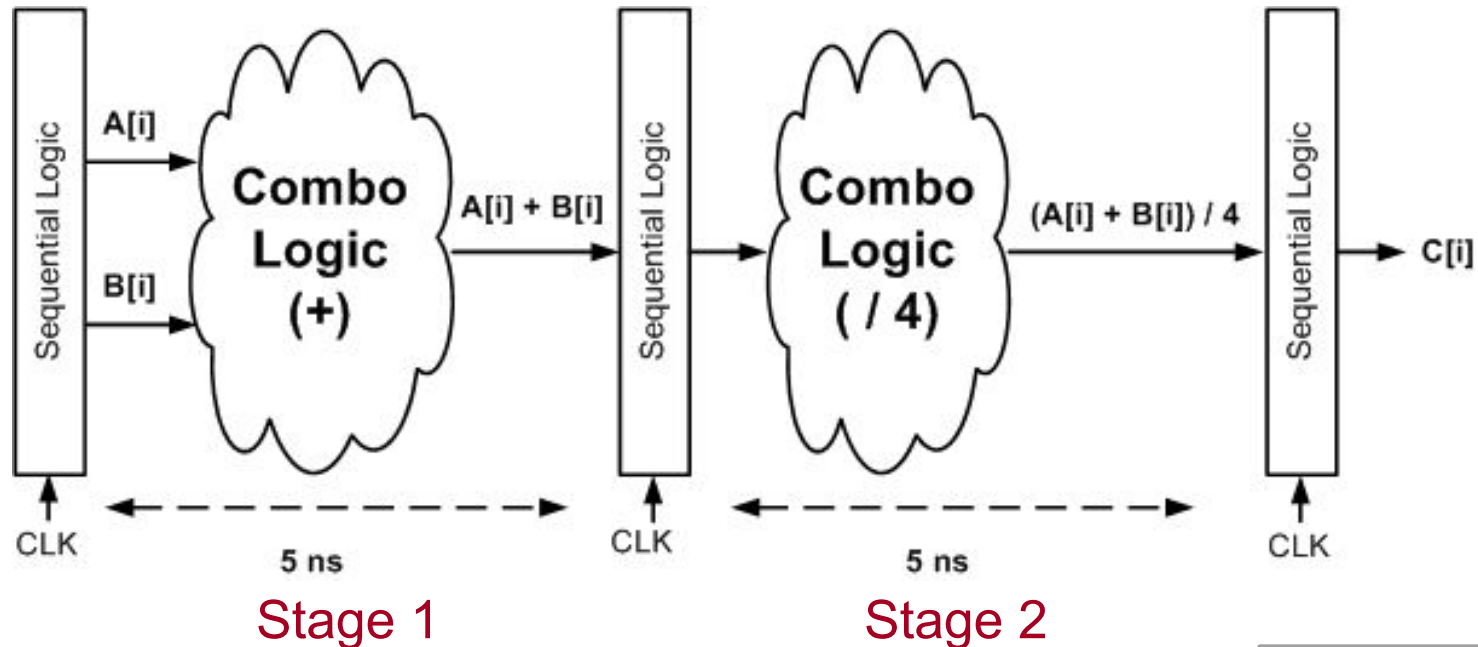 Sequential Logic
A[i]
B[i]
CLK
Combo
Logic
(+)
A[i] + B[i]
5 ns
Stage 1
Sequential Logic
CLK
Combo
Logic
( / 4)
(A[i] + B[i]) / 4
5 ns
Stage 2
Sequential Logic
CLK
C[i]